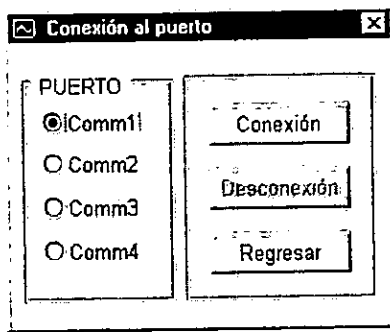 Conexión al puerto
PUERTO
Comm1
Comm2
Comm3
Comm4
Conexión
Desconexión
Regresar